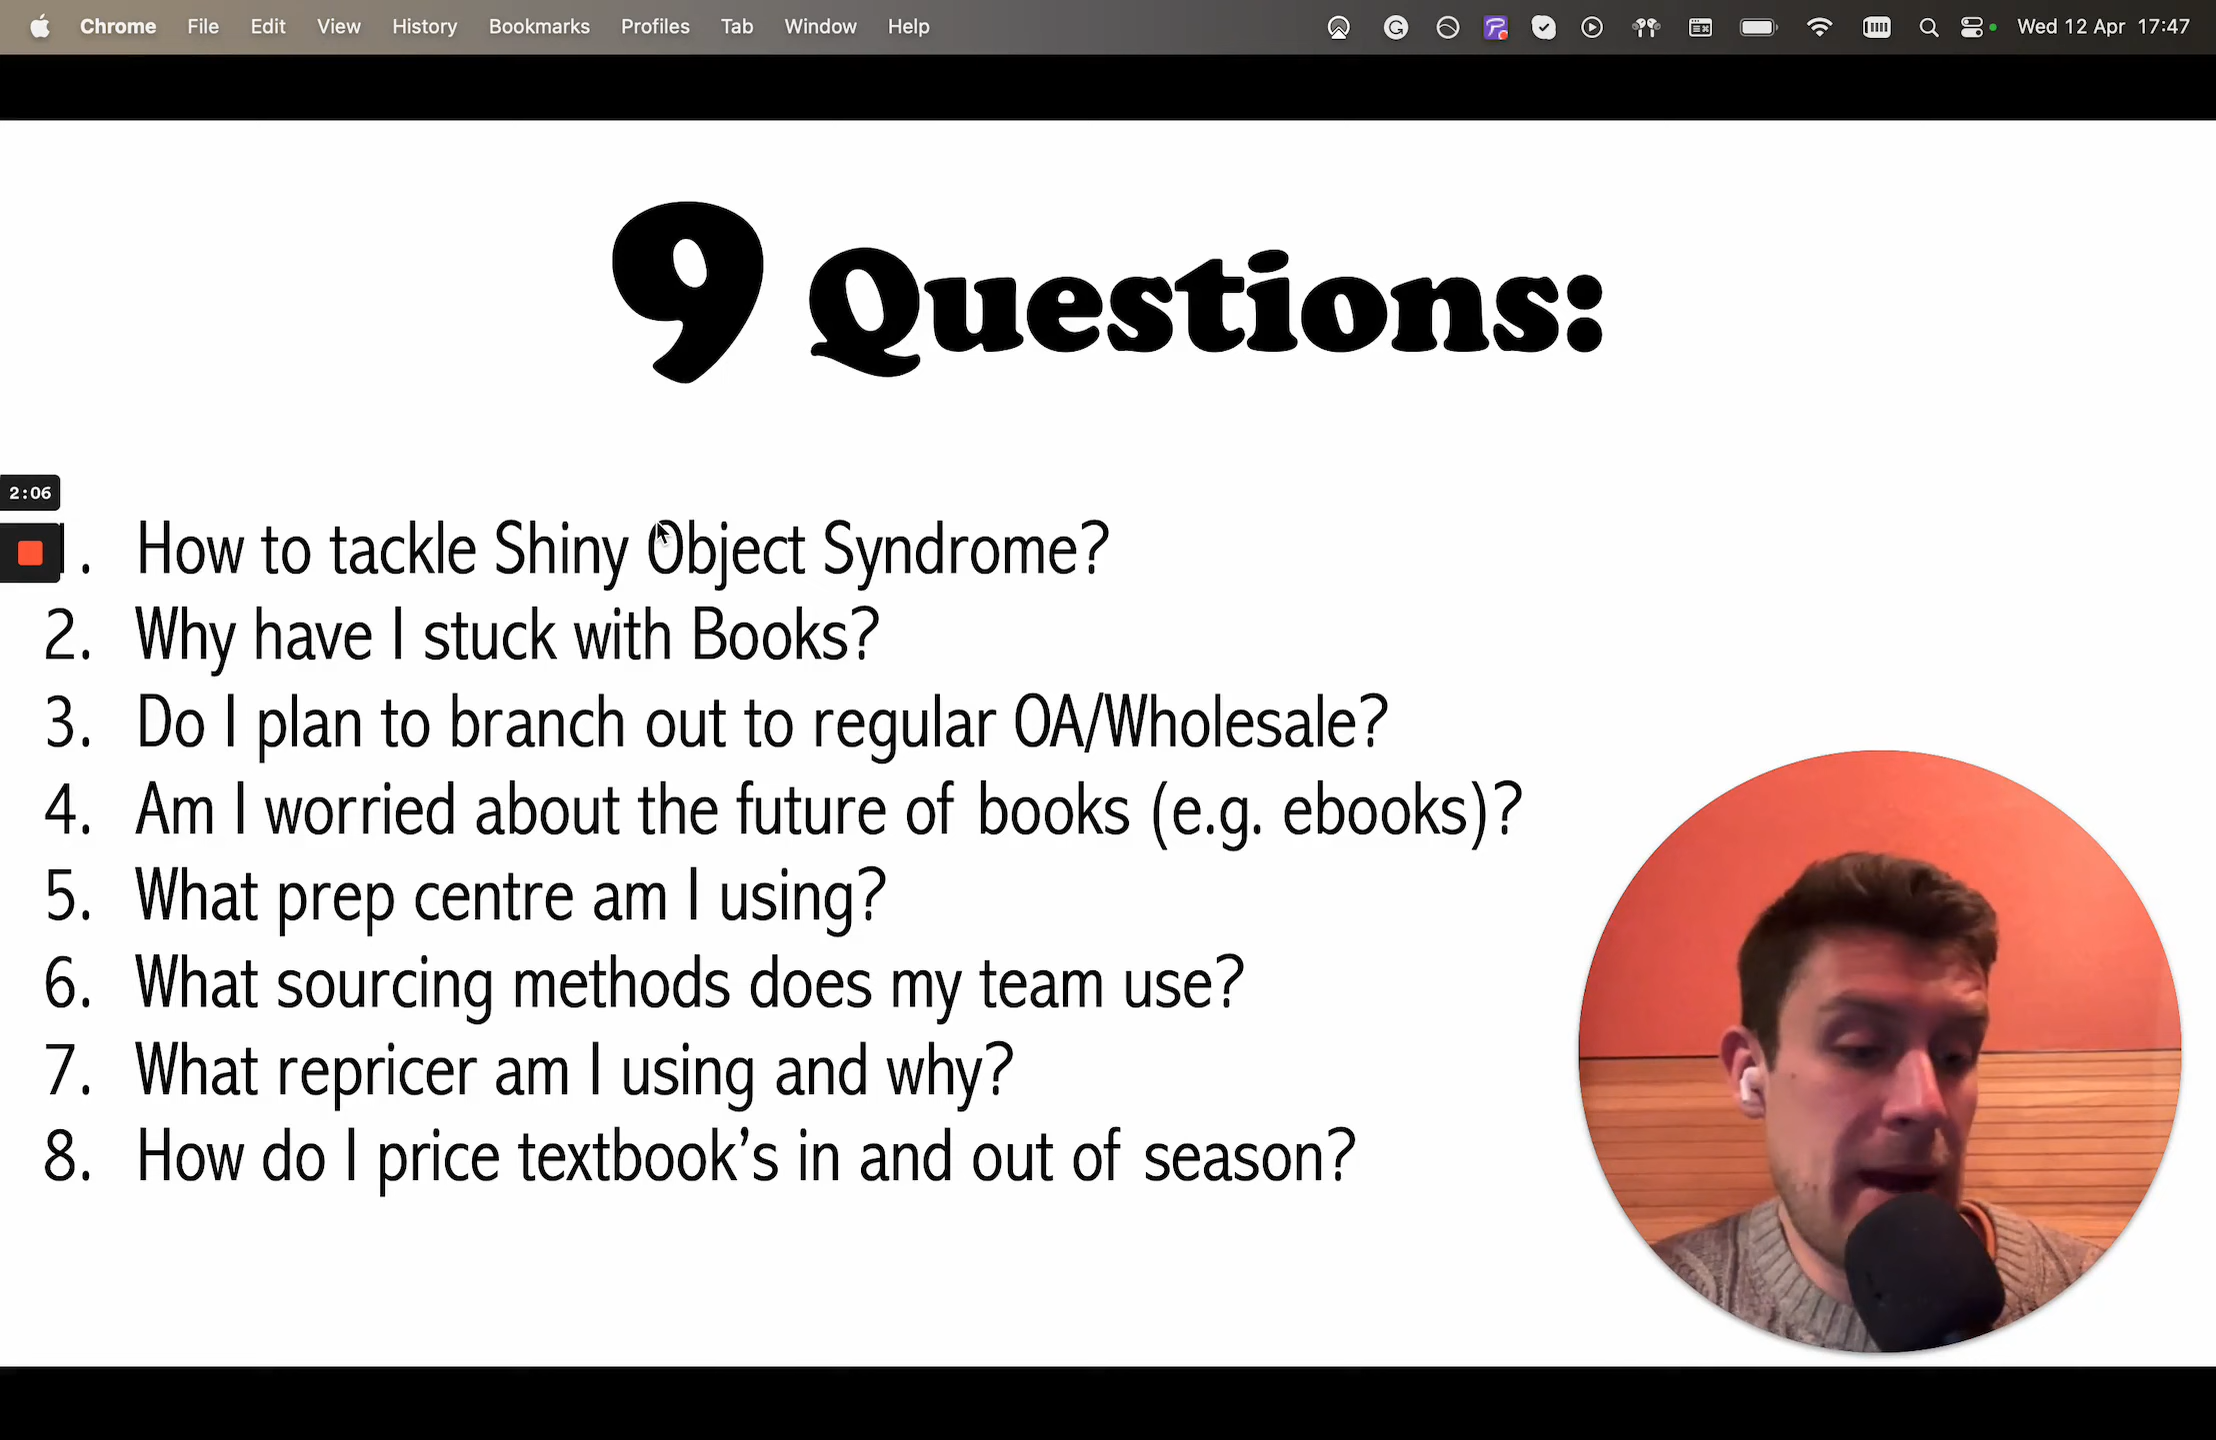 Chrome File Edit View History Bookmarks Profiles Tab Window Help Wed 12 Apr 17:47
9 Questions:
2:06
1. How to tackle Shiny Object Syndrome?
2. Why have I stuck with Books?
3. Do I plan to branch out to regular OA/Wholesale?
4. Am I worried about the future of books (e.g. ebooks)?
5. What prep centre am I using?
6. What sourcing methods does my team use?
7. What repricer am I using and why?
8. How do I price textbook’s in and out of season?